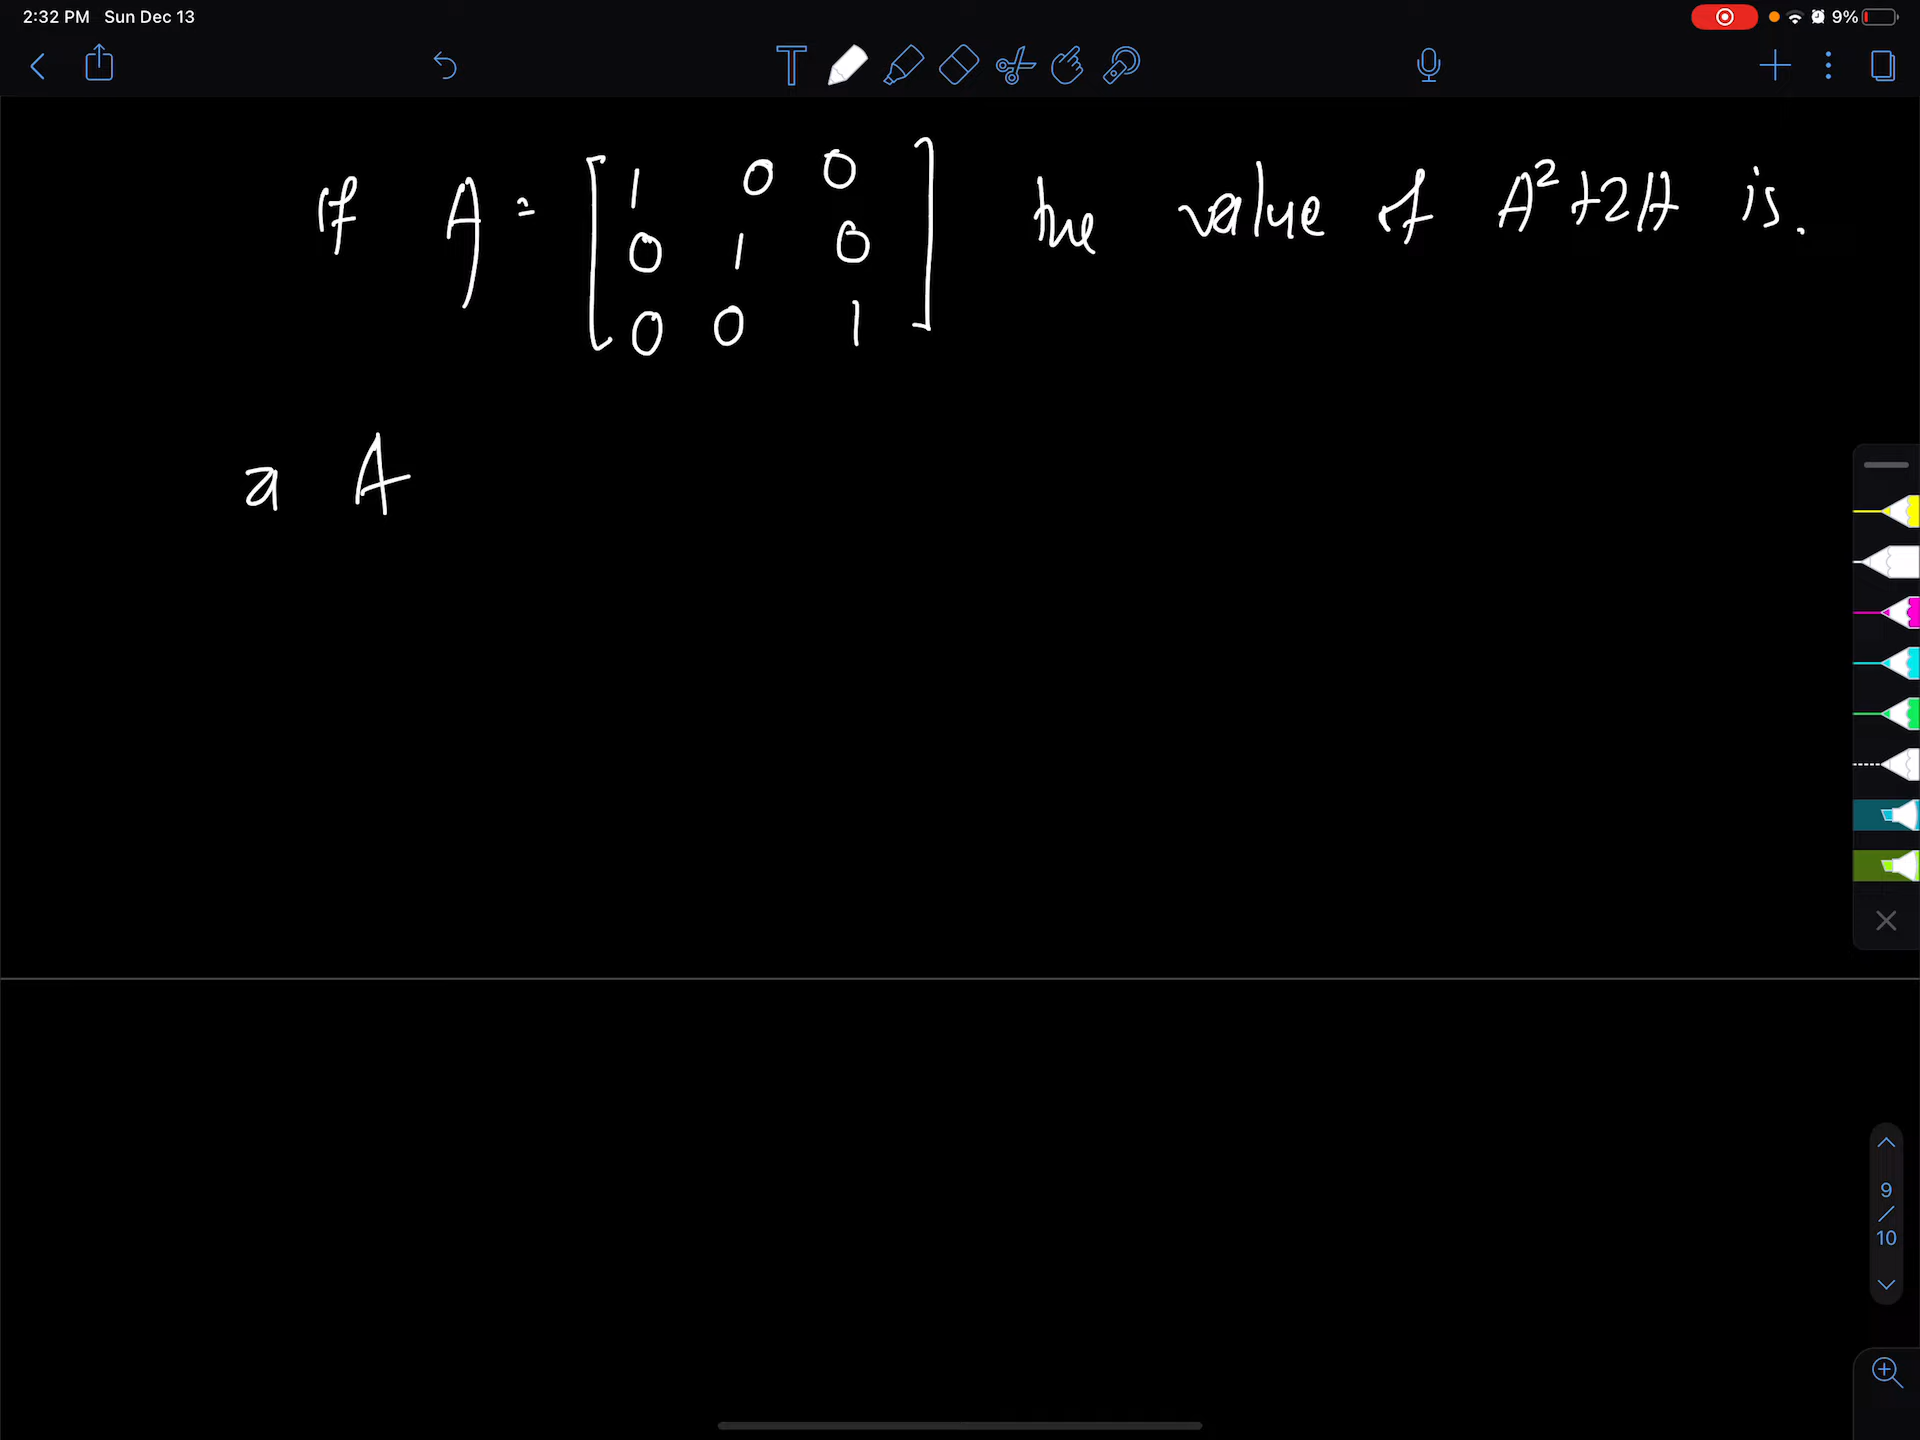 2:32 PM Sun Dec 13
9%
T
If A = [ 1 0 0 the value of A²+2A is.
0 1 0
0 0 1 ]
a A
9
/
10